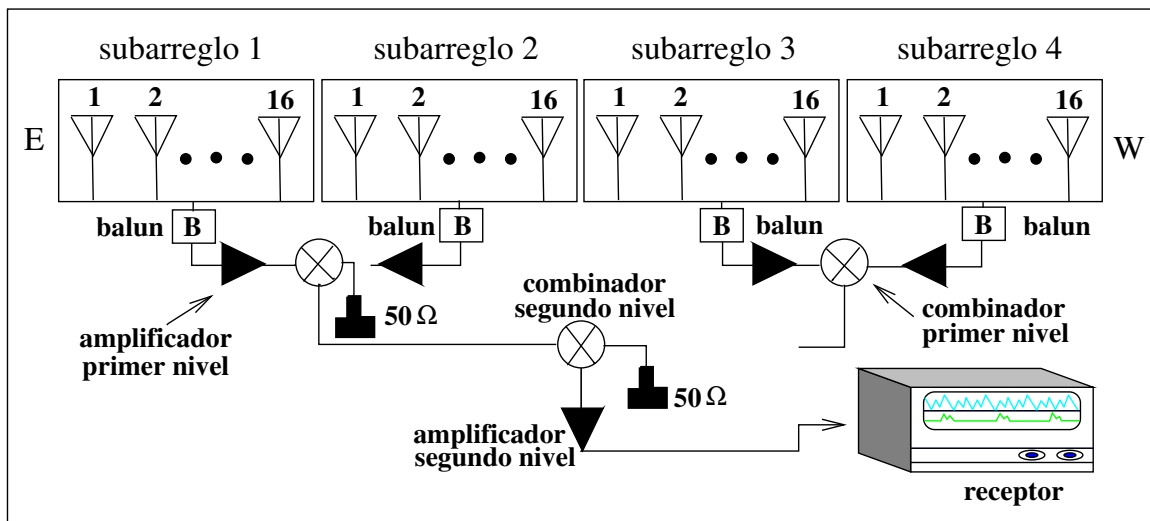 subarreglo 1
subarreglo 2
subarreglo 3
subarreglo 4
1 2 16
1 2 16
1 2 16
1 2 16
E
W
balun
B
balun
B
B
balun
B
balun
50 Ω
combinador
segundo nivel
amplificador
primer nivel
combinador
primer nivel
50 Ω
amplificador
segundo nivel
receptor